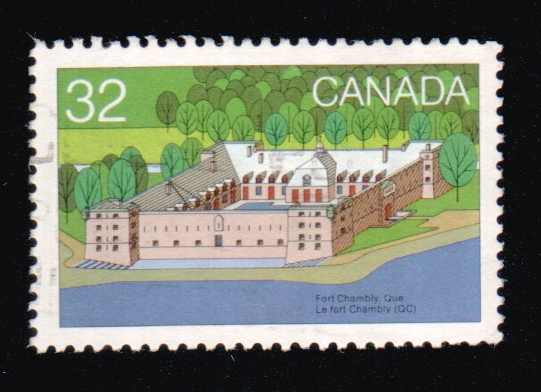 32 CANADA
Fort Chambly, Que
Le fort Chambly (QC)